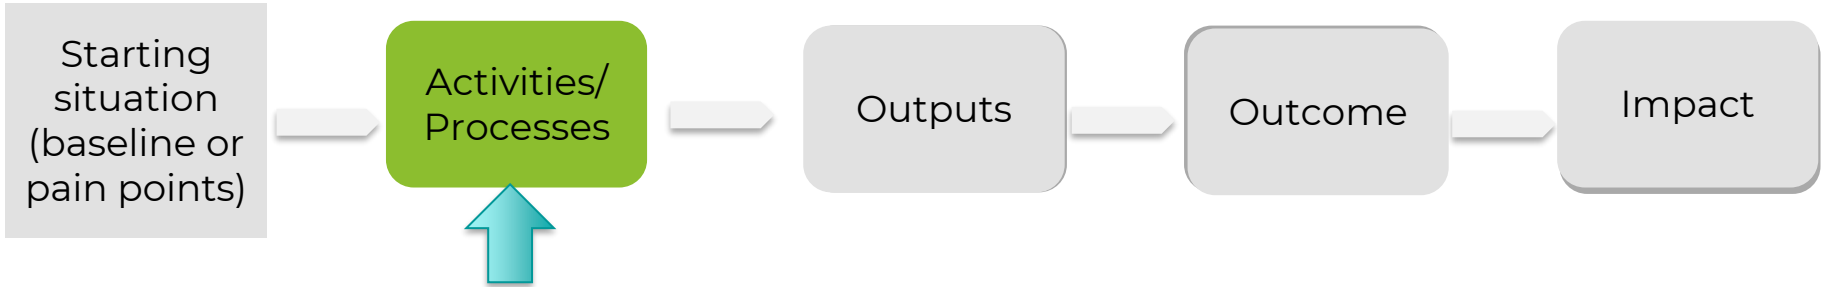 Starting
situation
(baseline or
pain points)
Activities/
Processes
Outputs
Outcome
Impact